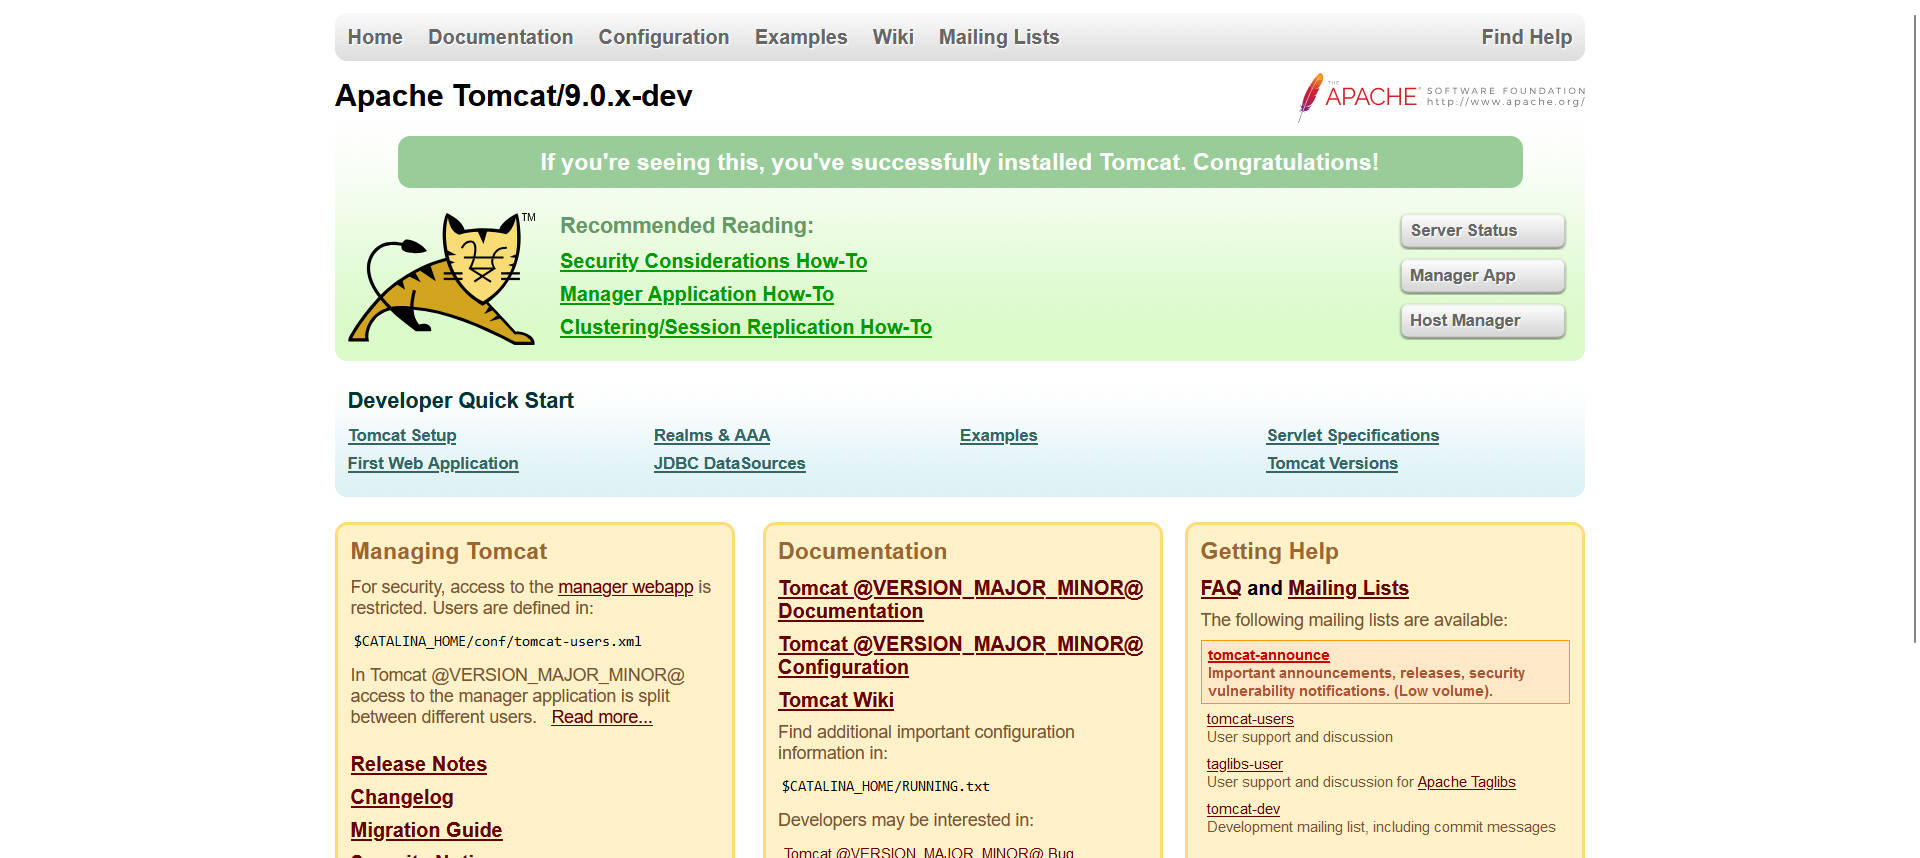 Home Documentation Configuration Examples Wiki Mailing Lists Find Help
Apache Tomcat/9.0.x-dev
THE
APACHE SOFTWARE FOUNDATION
http://www.apache.org/
If you're seeing this, you've successfully installed Tomcat. Congratulations!
TM
Recommended Reading:
Security Considerations How-To
Manager Application How-To
Clustering/Session Replication How-To
Server Status
Manager App
Host Manager
Developer Quick Start
Tomcat Setup Realms & AAA Examples Servlet Specifications
First Web Application JDBC DataSources Tomcat Versions
Managing Tomcat
For security, access to the manager webapp is
restricted. Users are defined in:
$CATALINA_HOME/conf/tomcat-users.xml
In Tomcat @VERSION_MAJOR_MINOR@
access to the manager application is split
between different users. Read more...
Release Notes
Changelog
Migration Guide
Documentation
Tomcat @VERSION_MAJOR_MINOR@
Documentation
Tomcat @VERSION_MAJOR_MINOR@
Configuration
Tomcat Wiki
Find additional important configuration
information in:
$CATALINA_HOME/RUNNING.txt
Developers may be interested in:
Tomcat @VERSION_MAJOR_MINOR@ Bug
Getting Help
FAQ and Mailing Lists
The following mailing lists are available:
tomcat-announce
Important announcements, releases, security
vulnerability notifications. (Low volume).
tomcat-users
User support and discussion
taglibs-user
User support and discussion for Apache Taglibs
tomcat-dev
Development mailing list, including commit messages